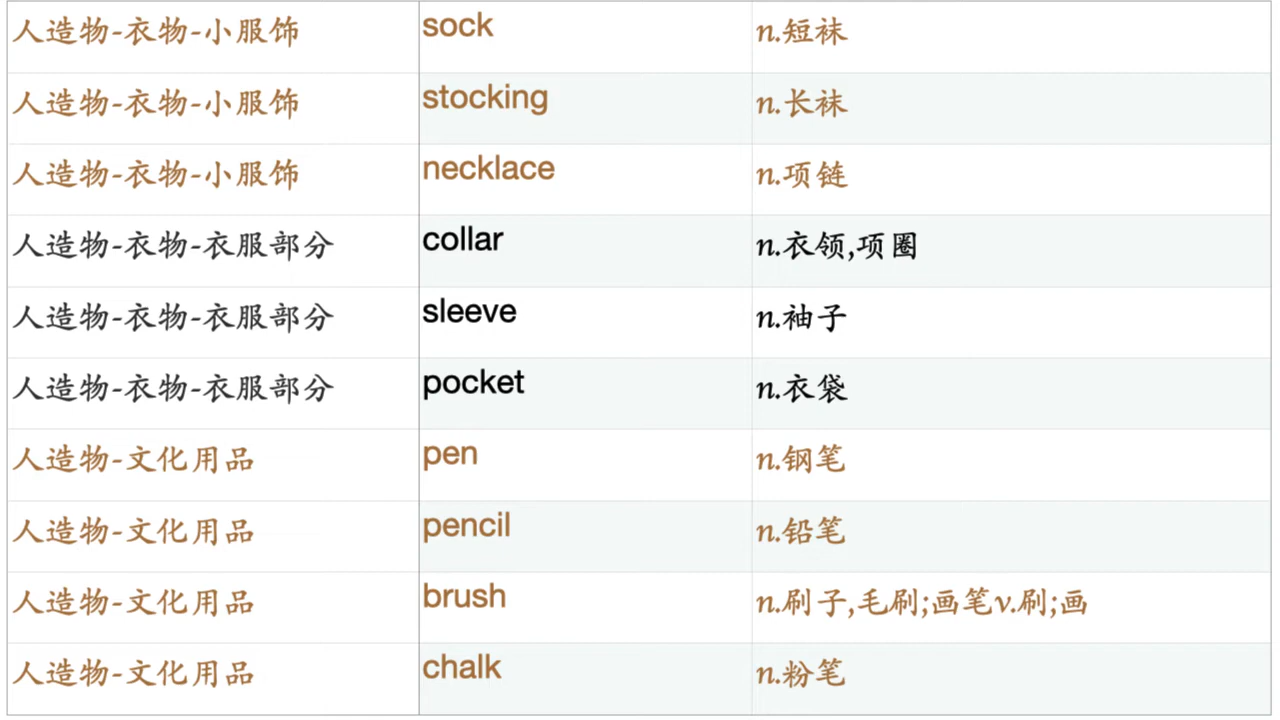 人造物-衣物-小服饰 sock n.短袜
人造物-衣物-小服饰 stocking n.长袜
人造物-衣物-小服饰 necklace n.项链
人造物-衣物-衣服部分 collar n.衣领,项圈
人造物-衣物-衣服部分 sleeve n.袖子
人造物-衣物-衣服部分 pocket n.衣袋
人造物-文化用品 pen n.钢笔
人造物-文化用品 pencil n.铅笔
人造物-文化用品 brush n.刷子,毛刷;画笔v.刷;画
人造物-文化用品 chalk n.粉笔